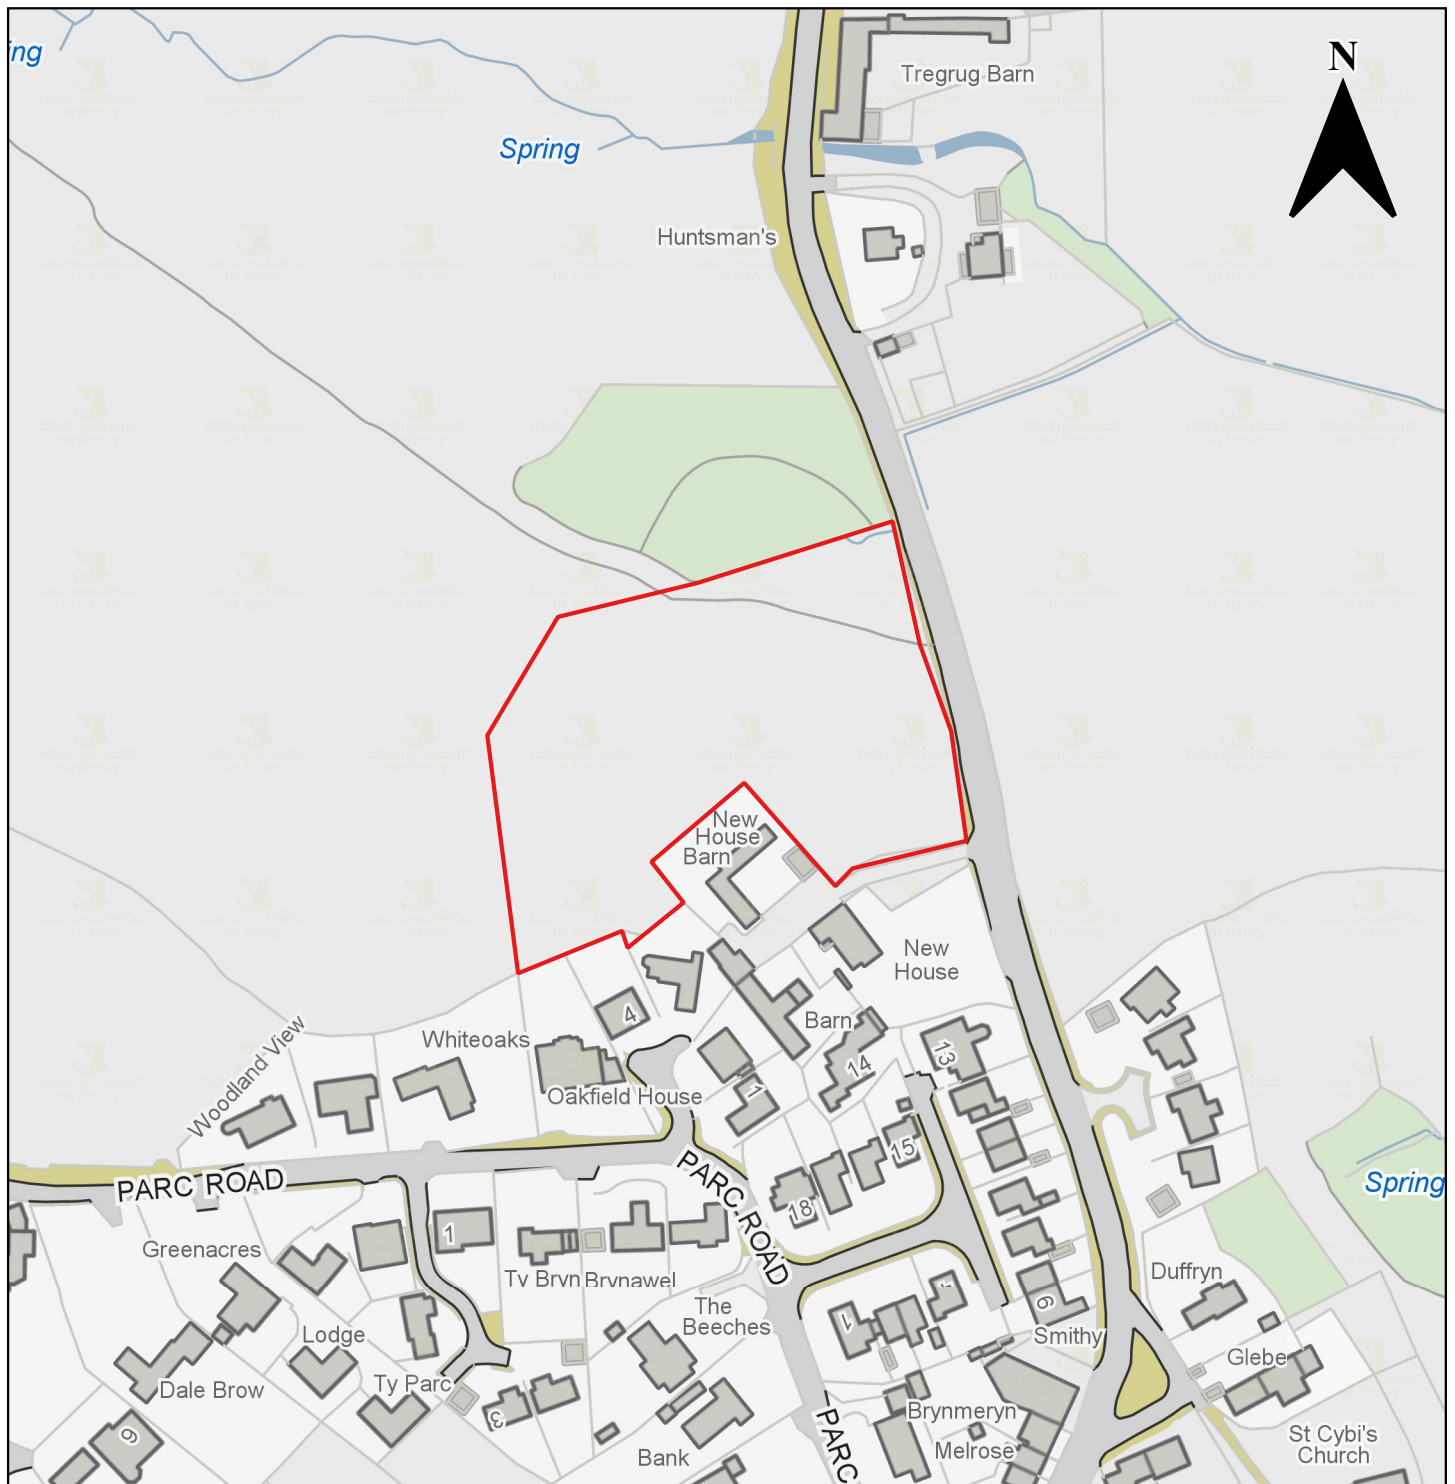 ing
N
Tregrug Barn
Spring
Huntsman's
New
House
Barn
New
House
4
Whiteoaks
Barn
14
13
Woodland View
Oakfield House
1
15
PARC ROAD
PARC ROAD
18
Spring
1
Greenacres
Ty Bryn
Brynawel
Duffryn
The
Beeches
1
4
9
Lodge
Smithy
Glebe
Dale Brow
Ty Parc
3
Brynmeryn
9
St Cybi's
Church
PARC
Melrose
Bank